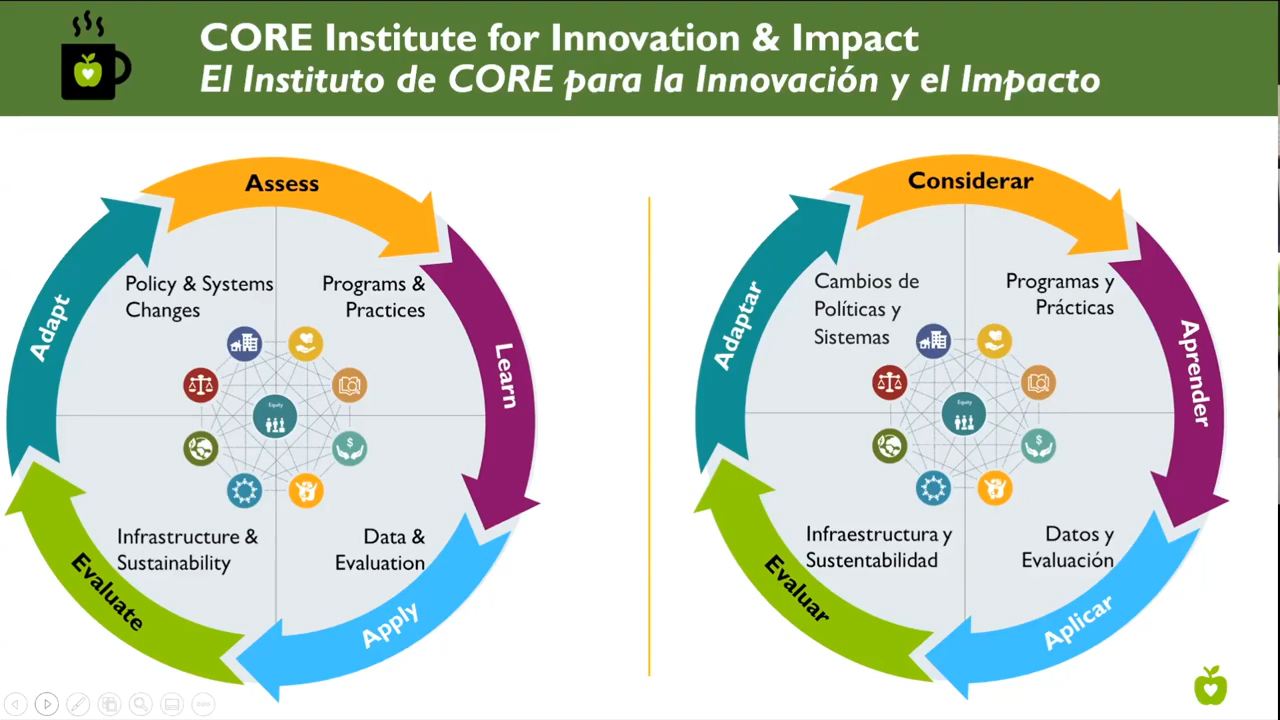 CORE Institute for Innovation & Impact
El Instituto de CORE para la Innovación y el Impacto
Assess
Learn
Apply
Evaluate
Adapt
Policy & Systems
Changes
Programs &
Practices
Equity
Infrastructure &
Sustainability
Data &
Evaluation
Considerar
Aprender
Aplicar
Evaluar
Adaptar
Cambios de
Políticas y
Sistemas
Programas y
Prácticas
Equity
Infraestructura y
Sustentabilidad
Datos y
Evaluación